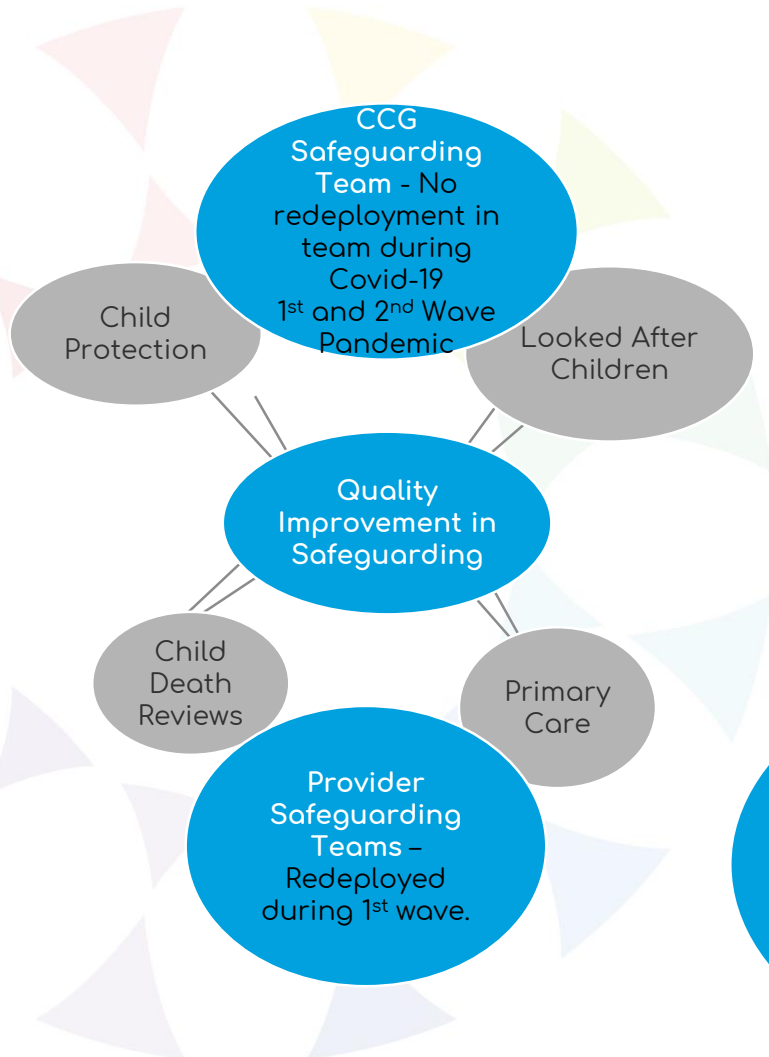 CCG
Safeguarding
Team - No
redeployment in
team during
Covid-19
1st and 2nd Wave
Pandemic
Child
Protection
Looked After
Children
Quality
Improvement in
Safeguarding
Child
Death
Reviews
Primary
Care
Provider
Safeguarding
Teams –
Redeployed
during 1st wave.